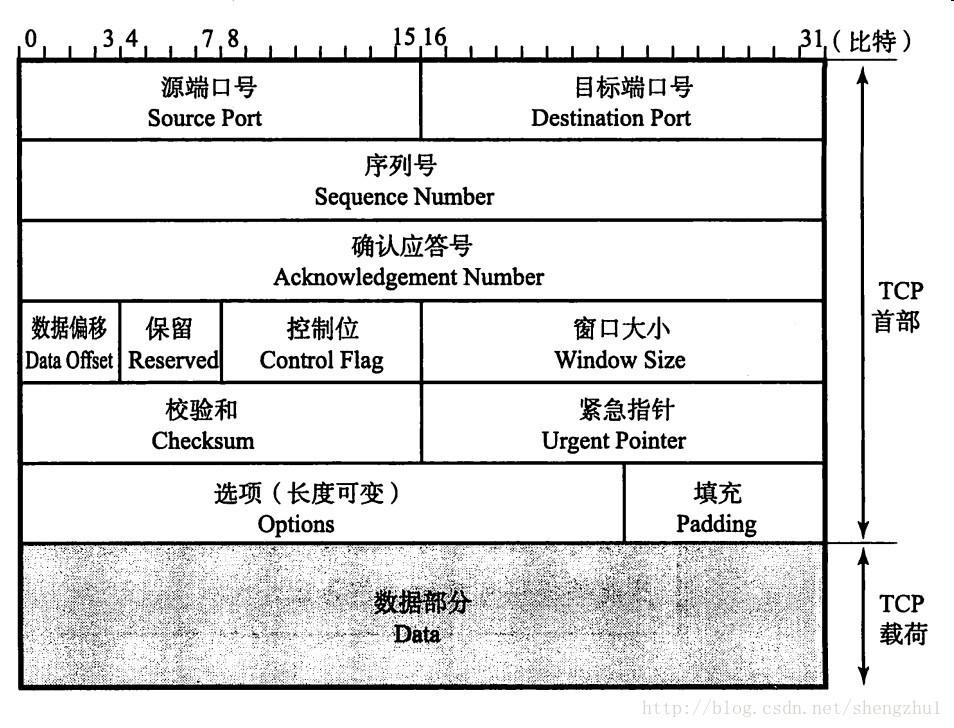 0 3 4 7 8 15 16 31 (比特)
源端口号 目标端口号
Source Port Destination Port
序列号
Sequence Number
确认应答号
Acknowledgement Number
数据偏移 保留 控制位 窗口大小
Data Offset Reserved Control Flag Window Size
校验和 紧急指针
Checksum Urgent Pointer
选项(长度可变) 填充
Options Padding
TCP
首部
数据部分
Data
TCP
载荷
http://blog.csdn.net/shengzhu1